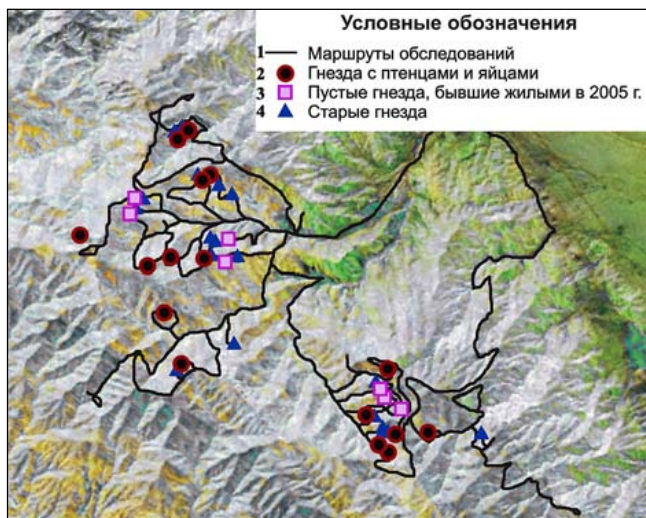 Условные обозначения
1 Маршруты обследований
2 Гнезда с птенцами и яйцами
3 Пустые гнезда, бывшие жилыми в 2005 г.
4 Старые гнезда